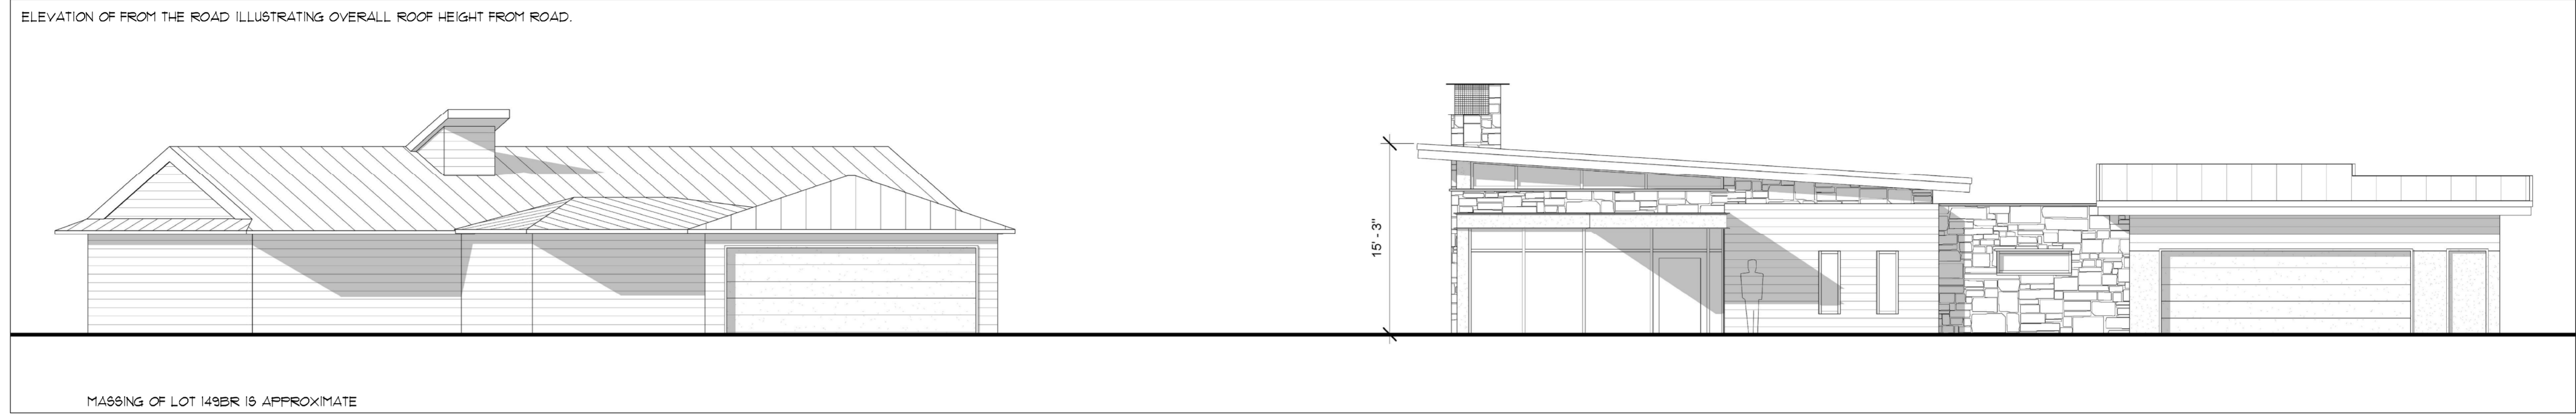 ELEVATION OF FROM THE ROAD ILLUSTRATING OVERALL ROOF HEIGHT FROM ROAD.
15' - 3"
MASSING OF LOT 149BR IS APPROXIMATE